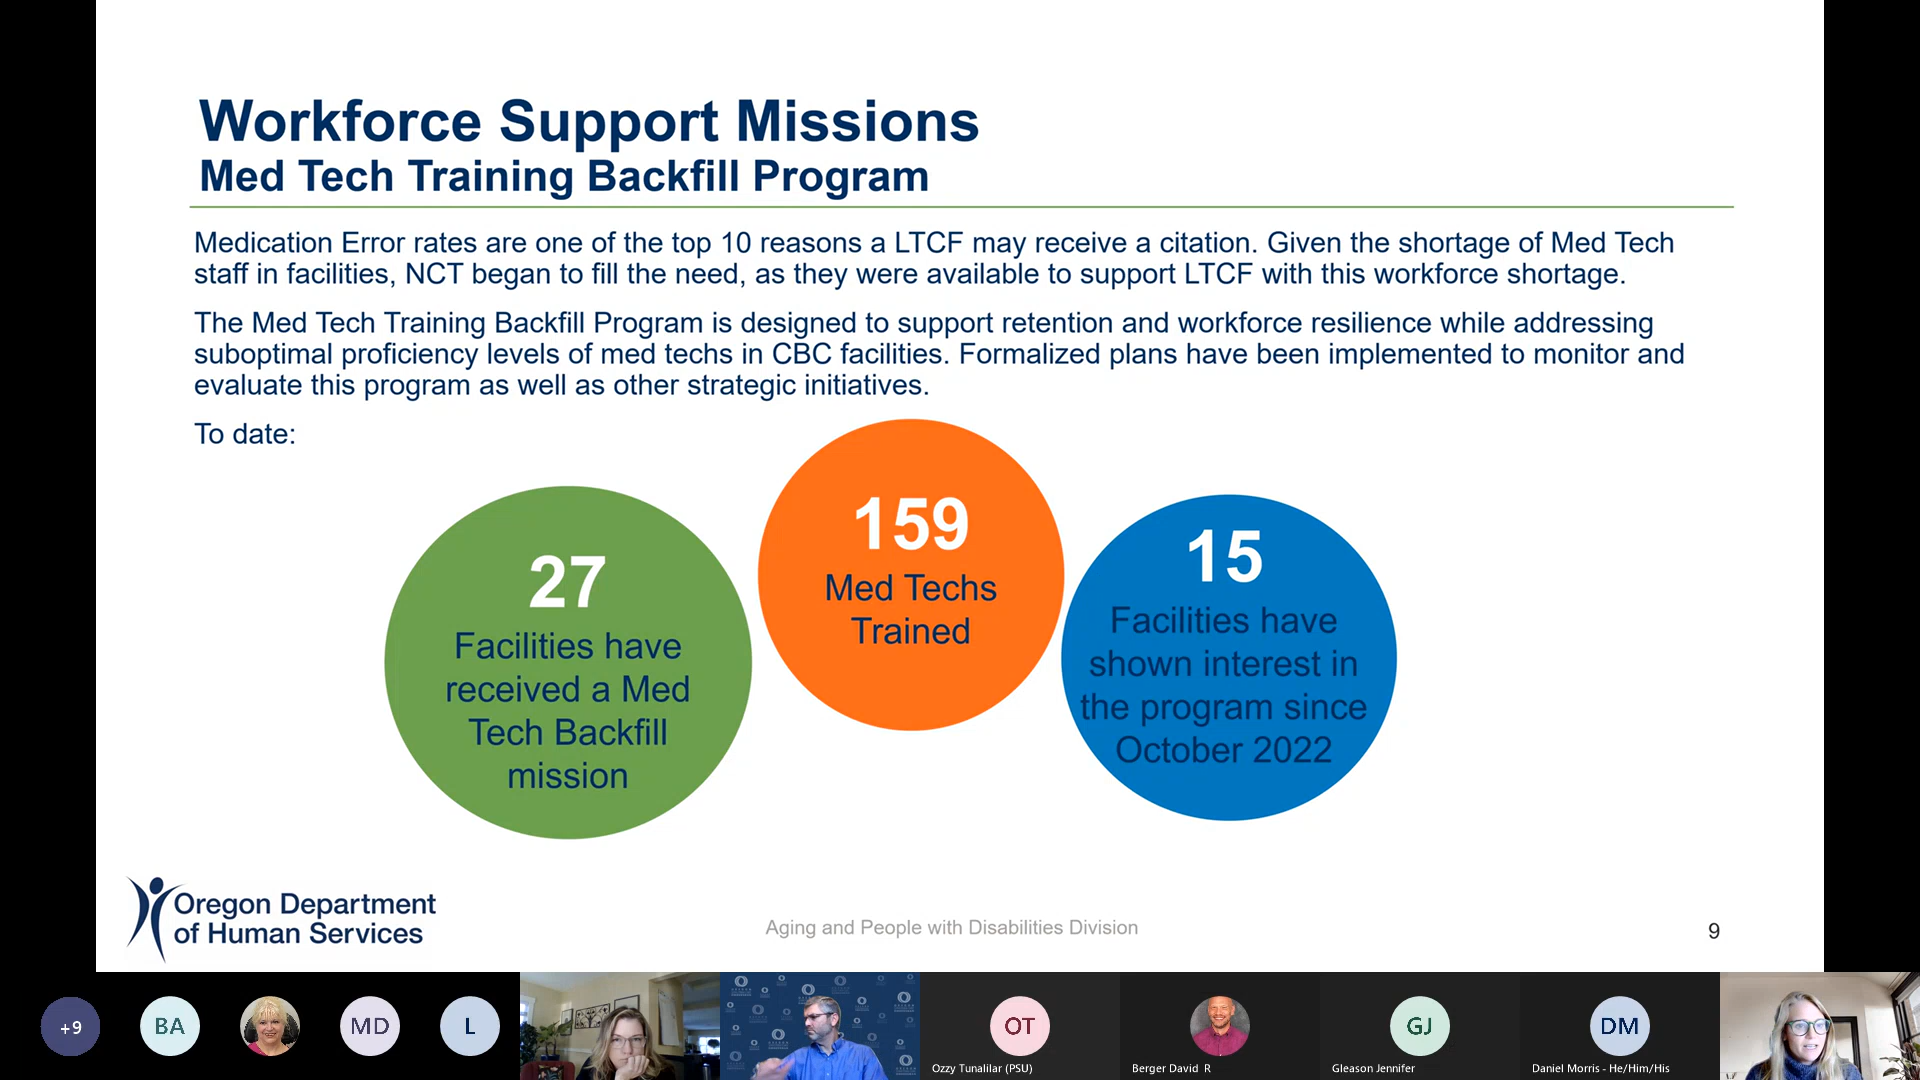 Workforce Support Missions
Med Tech Training Backfill Program
Medication Error rates are one of the top 10 reasons a LTCF may receive a citation. Given the shortage of Med Tech
staff in facilities, NCT began to fill the need, as they were available to support LTCF with this workforce shortage.
The Med Tech Training Backfill Program is designed to support retention and workforce resilience while addressing
suboptimal proficiency levels of med techs in CBC facilities. Formalized plans have been implemented to monitor and
evaluate this program as well as other strategic initiatives.
To date:
27
Facilities have
received a Med
Tech Backfill
mission
159
Med Techs
Trained
15
Facilities have
shown interest in
the program since
October 2022
Oregon Department
of Human Services
Aging and People with Disabilities Division
9
+9
BA
MD
L
OT
Ozzy Tunalilar (PSU)
Berger David R
GJ
Gleason Jennifer
DM
Daniel Morris - He/Him/His